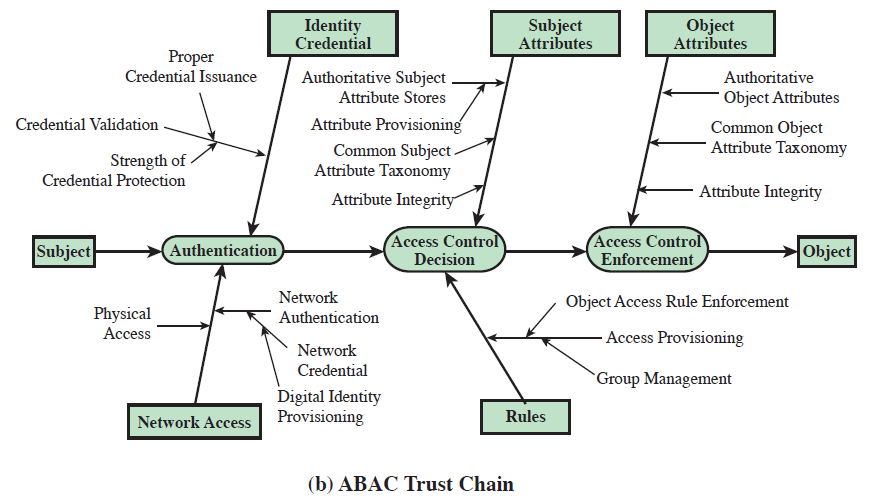 Identity
Credential
Subject
Attributes
Object
Attributes
Proper
Credential Issuance
Authoritative Subject
Attribute Stores
Authoritative
Object Attributes
Credential Validation
Attribute Provisioning
Common Object
Attribute Taxonomy
Strength of
Credential Protection
Common Subject
Attribute Taxonomy
Attribute Integrity
Attribute Integrity
Subject
Authentication
Access Control
Decision
Access Control
Enforcement
Object
Physical
Access
Network
Authentication
Object Access Rule Enforcement
Access Provisioning
Network
Credential
Group Management
Digital Identity
Provisioning
Network Access
Rules
(b) ABAC Trust Chain